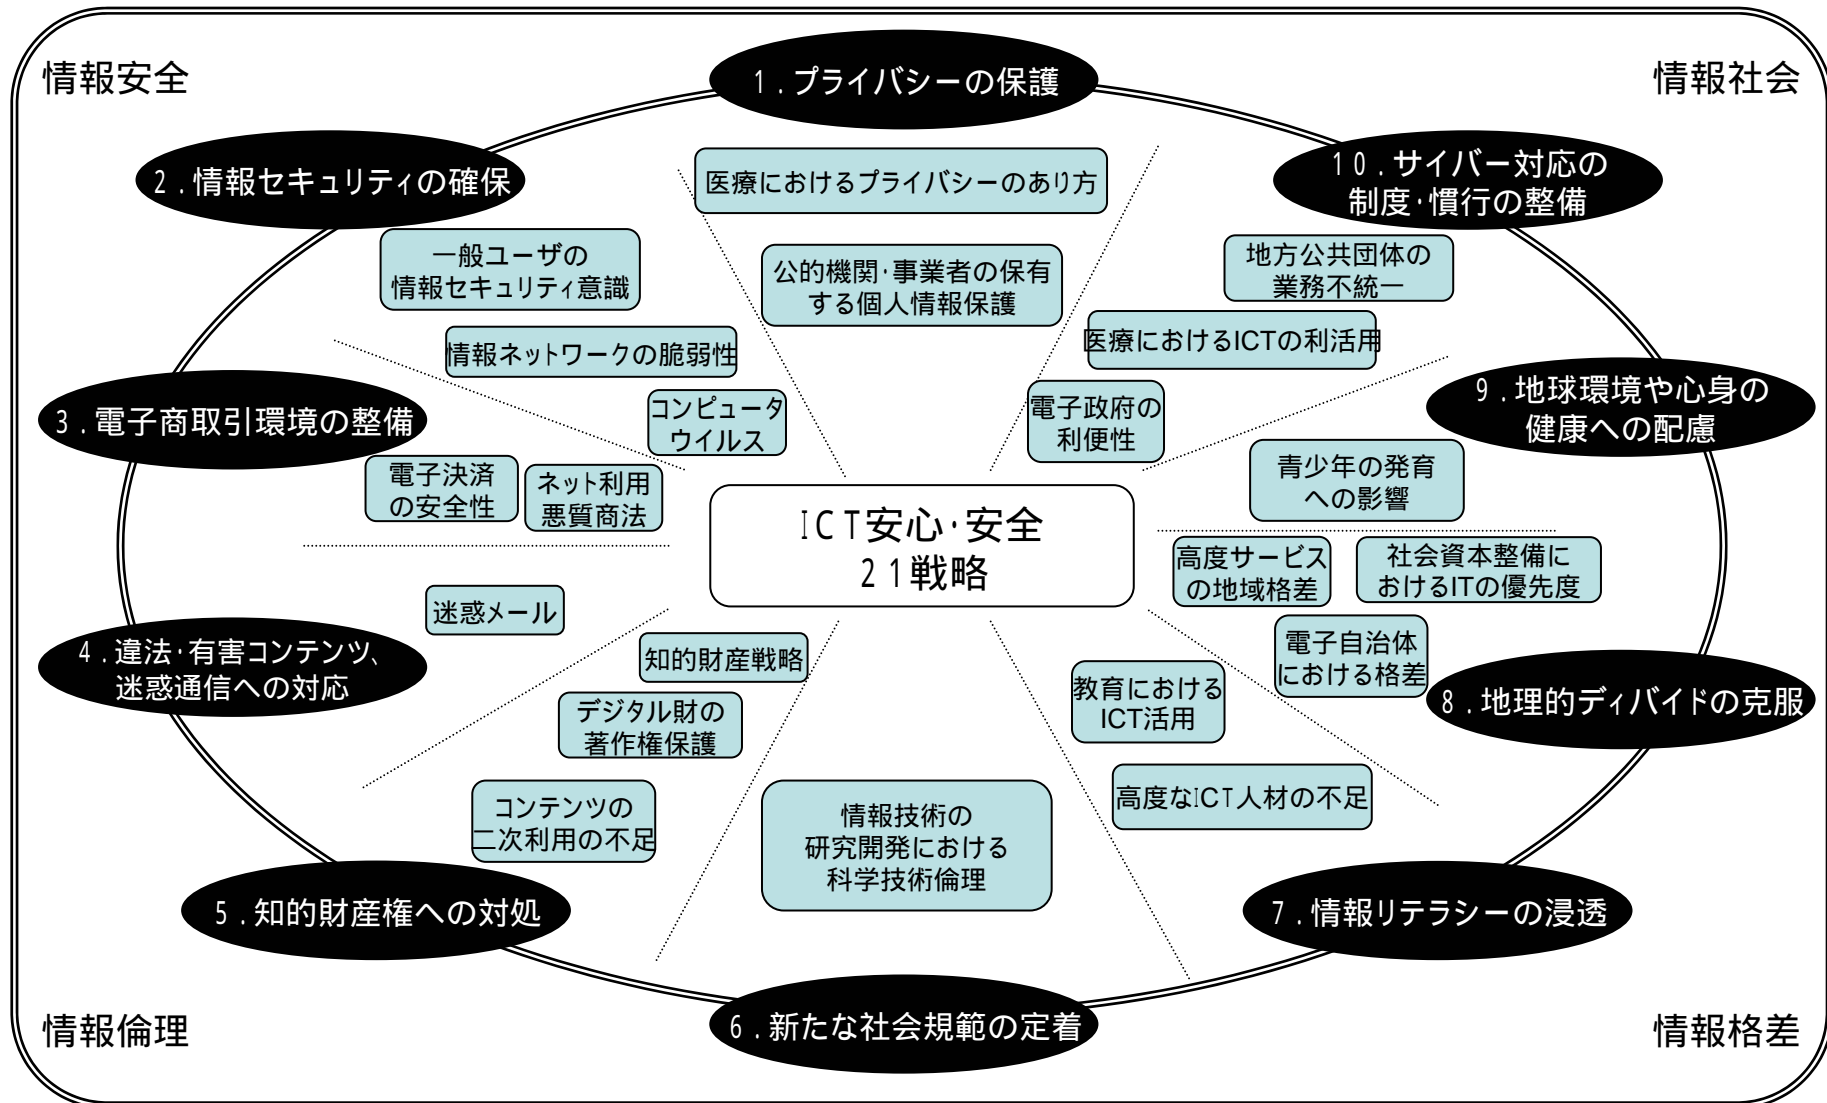 情報安全
情報社会
1．プライバシーの保護
2．情報セキュリティの確保
10．サイバー対応の
制度・慣行の整備
医療におけるプライバシーのあり方
一般ユーザの
情報セキュリティ意識
公的機関・事業者の保有
する個人情報保護
地方公共団体の
業務不統一
情報ネットワークの脆弱性
医療におけるICTの利活用
3．電子商取引環境の整備
コンピュータ
ウイルス
電子政府の
利便性
9．地球環境や心身の
健康への配慮
電子決済
の安全性
ネット利用
悪質商法
青少年の発育
への影響
ICT安心・安全
21戦略
高度サービス
の地域格差
社会資本整備に
おけるITの優先度
迷惑メール
4．違法・有害コンテンツ、
迷惑通信への対応
知的財産戦略
電子自治体
における格差
教育における
ICT活用
8．地理的ディバイドの克服
デジタル財の
著作権保護
高度なICT人材の不足
コンテンツの
二次利用の不足
情報技術の
研究開発における
科学技術倫理
5．知的財産権への対処
7．情報リテラシーの浸透
6．新たな社会規範の定着
情報倫理
情報格差